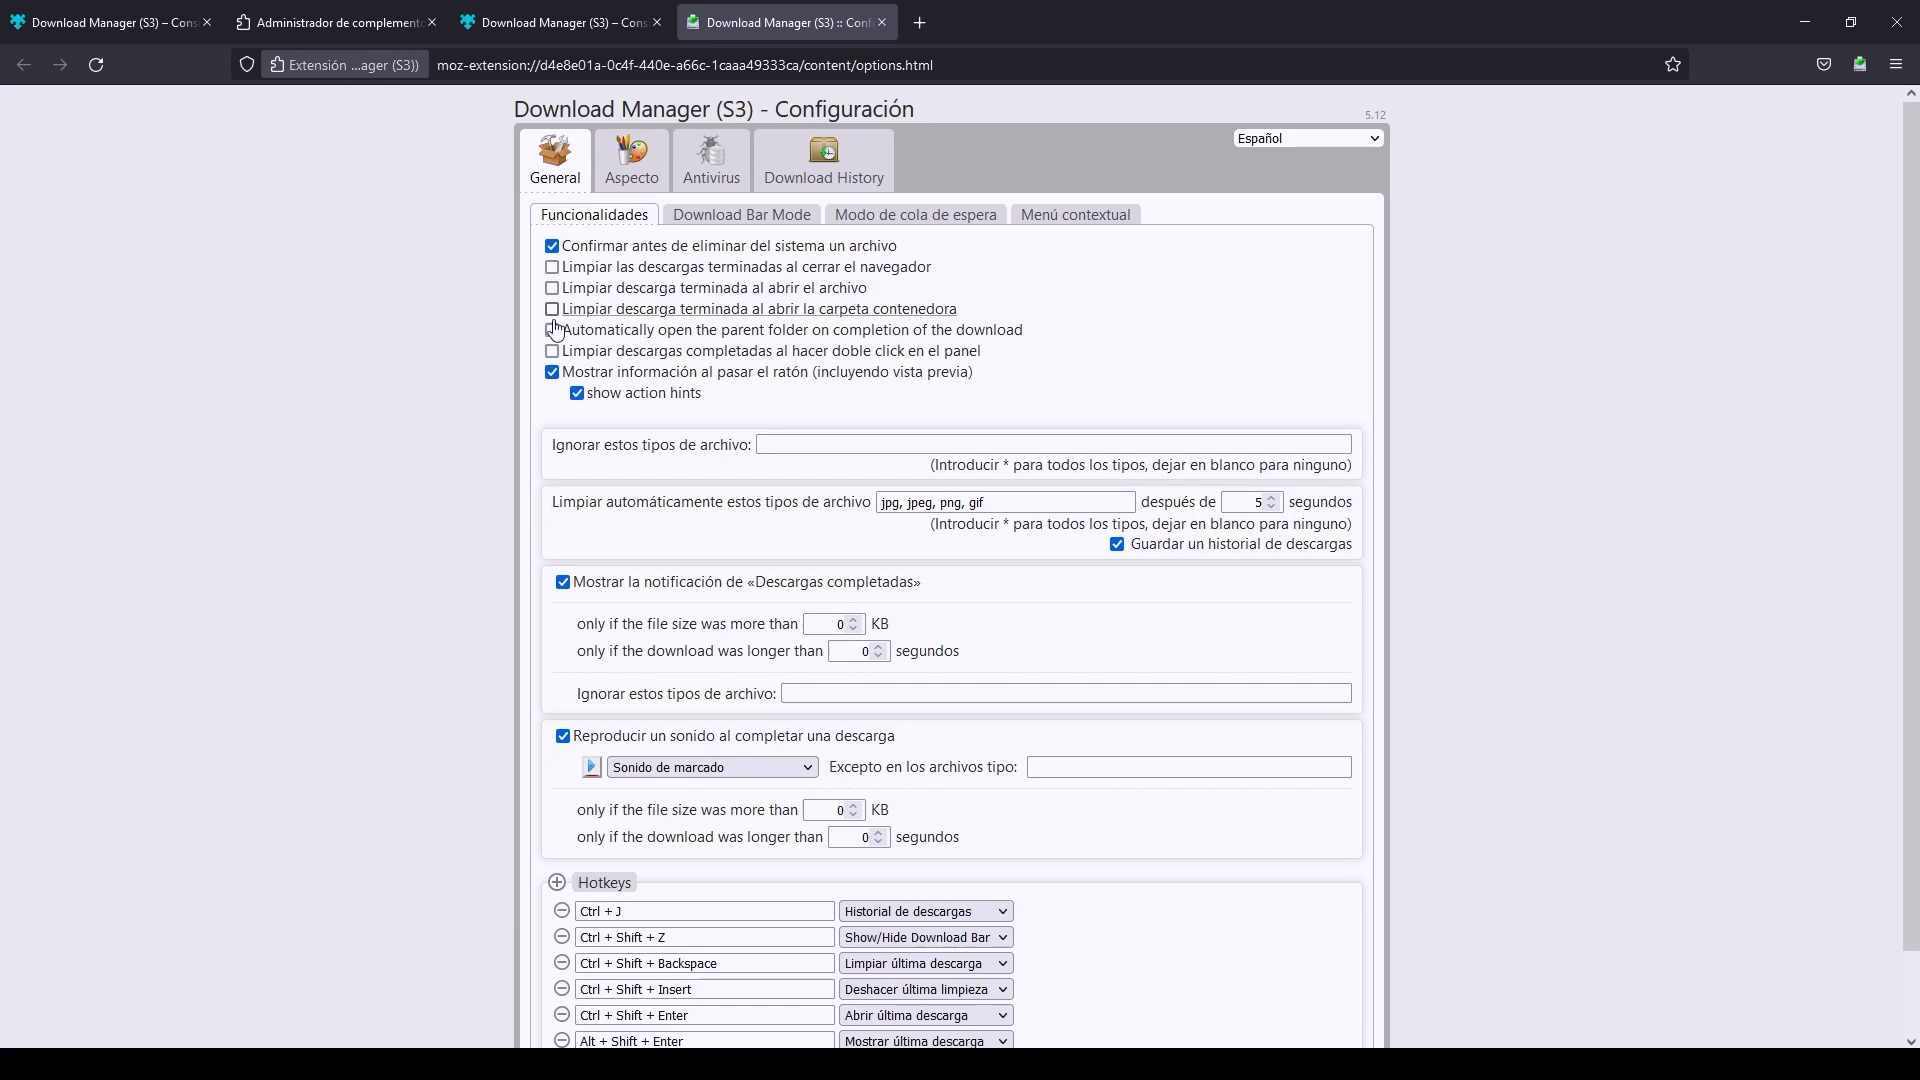 Download Manager (S3) – Cons
Administrador de complement
Download Manager (S3) – Cons
Download Manager (S3) :: Confi
Extensión ...ager (S3))
moz-extension://d4e8e01a-0c4f-440e-a66c-1caaa49333ca/content/options.html
Download Manager (S3) - Configuración
5.12
General
Aspecto
Antivirus
Download History
Español
Funcionalidades
Download Bar Mode
Modo de cola de espera
Menú contextual
Confirmar antes de eliminar del sistema un archivo
Limpiar las descargas terminadas al cerrar el navegador
Limpiar descarga terminada al abrir el archivo
Limpiar descarga terminada al abrir la carpeta contenedora
Automatically open the parent folder on completion of the download
Limpiar descargas completadas al hacer doble click en el panel
Mostrar información al pasar el ratón (incluyendo vista previa)
show action hints
Ignorar estos tipos de archivo:
(Introducir * para todos los tipos, dejar en blanco para ninguno)
Limpiar automáticamente estos tipos de archivo jpg, jpeg, png, gif después de 5 segundos
(Introducir * para todos los tipos, dejar en blanco para ninguno)
Guardar un historial de descargas
Mostrar la notificación de «Descargas completadas»
only if the file size was more than 0 KB
only if the download was longer than 0 segundos
Ignorar estos tipos de archivo:
Reproducir un sonido al completar una descarga
Sonido de marcado Excepto en los archivos tipo:
only if the file size was more than 0 KB
only if the download was longer than 0 segundos
Hotkeys
Ctrl + J Historial de descargas
Ctrl + Shift + Z Show/Hide Download Bar
Ctrl + Shift + Backspace Limpiar última descarga
Ctrl + Shift + Insert Deshacer última limpieza
Ctrl + Shift + Enter Abrir última descarga
Alt + Shift + Enter Mostrar última descarga